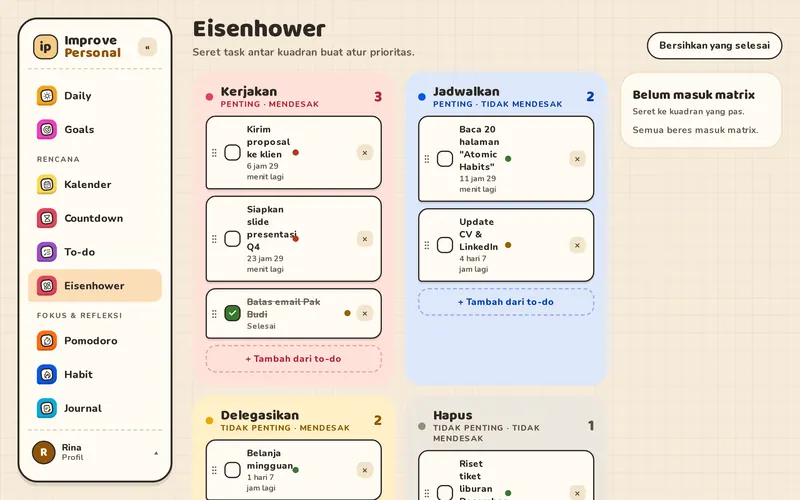 ip
Improve
Personal
«
Daily
Goals
RENCANA
Kalender
Countdown
To-do
Eisenhower
FOKUS & REFLEKSI
Pomodoro
Habit
Journal
R
Rina
Profil
Eisenhower
Seret task antar kuadran buat atur prioritas.
Bersihkan yang selesai
Kerjakan
PENTING · MENDESAK
3
Kirim
proposal
ke klien
6 jam 29
menit lagi
×
Siapkan
slide
presentasi
Q4
23 jam 29
menit lagi
×
Balas email Pak
Budi
Selesai
×
+ Tambah dari to-do
Jadwalkan
PENTING · TIDAK MENDESAK
2
Baca 20
halaman
"Atomic
Habits"
11 jam 29
menit lagi
×
Update
CV &
LinkedIn
4 hari 7
jam lagi
×
+ Tambah dari to-do
Belum masuk matrix
Seret ke kuadran yang pas.
Semua beres masuk matrix.
Delegasikan
TIDAK PENTING · MENDESAK
2
Belanja
mingguan
1 hari 7
jam lagi
×
Hapus
TIDAK PENTING · TIDAK
MENDESAK
1
Riset
tiket
liburan
×